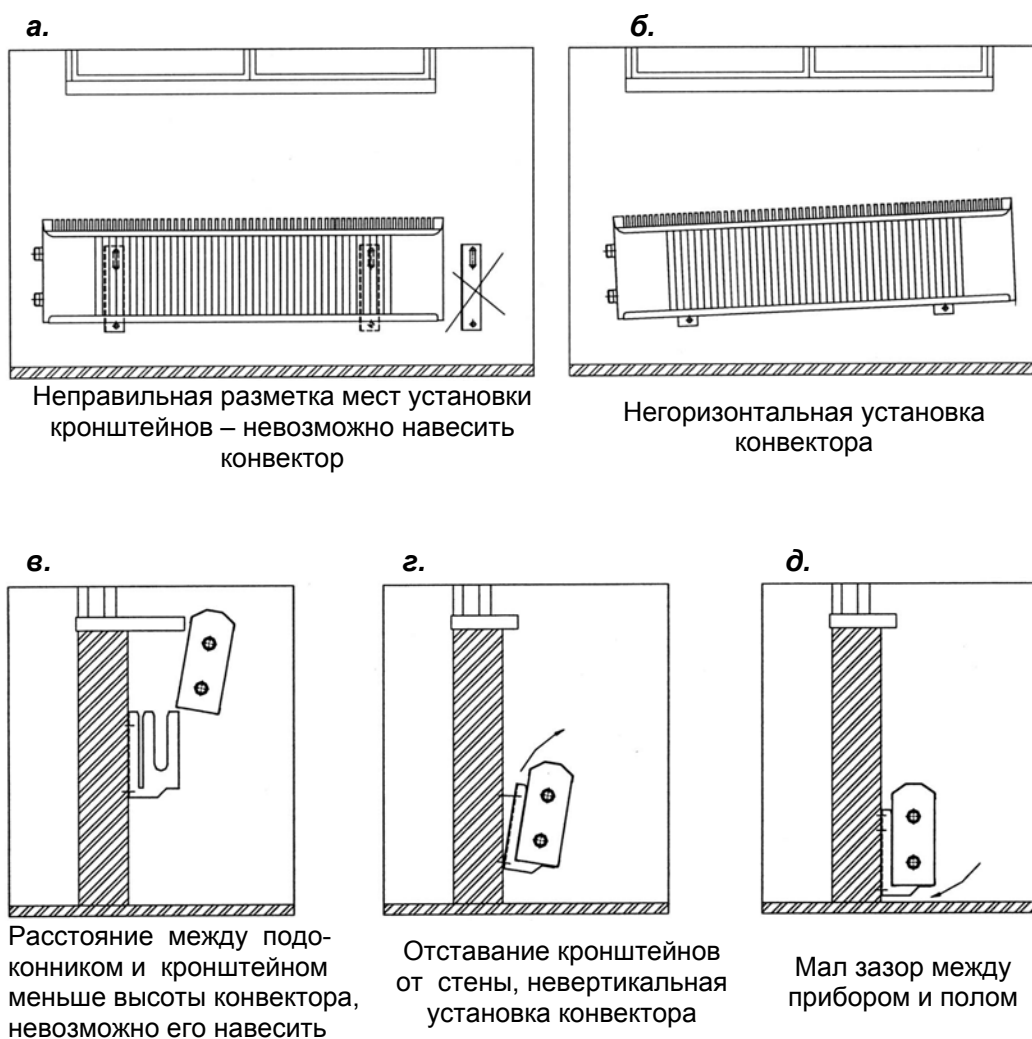 а.
б.
Неправильная разметка мест установки
кронштейнов – невозможно навесить
конвектор
Негоризонтальная установка
конвектора
в.
г.
д.
Расстояние между подо-
конником и кронштейном
меньше высоты конвектора,
невозможно его навесить
Отставание кронштейнов
от стены, невертикальная
установка конвектора
Мал зазор между
прибором и полом